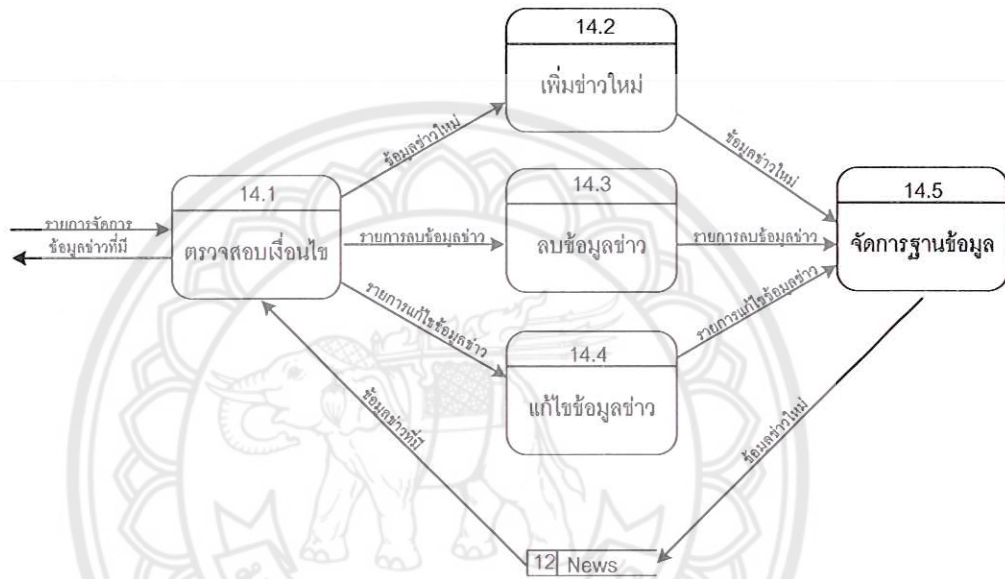 14.2
เพิ่มข่าวใหม่
ข้อมูลข่าวใหม่
ข้อมูลข่าวใหม่
14.1
ตรวจสอบเงื่อนไข
รายการจัดการ
ข้อมูลข่าวที่มี
14.3
ลบข้อมูลข่าว
รายการลบข้อมูลข่าว
รายการลบข้อมูลข่าว
14.5
จัดการฐานข้อมูล
รายการแก้ไขข้อมูลข่าว
รายการแก้ไขข้อมูลข่าว
14.4
แก้ไขข้อมูลข่าว
ข้อมูลข่าวที่มี
ข้อมูลข่าวใหม่
12 News